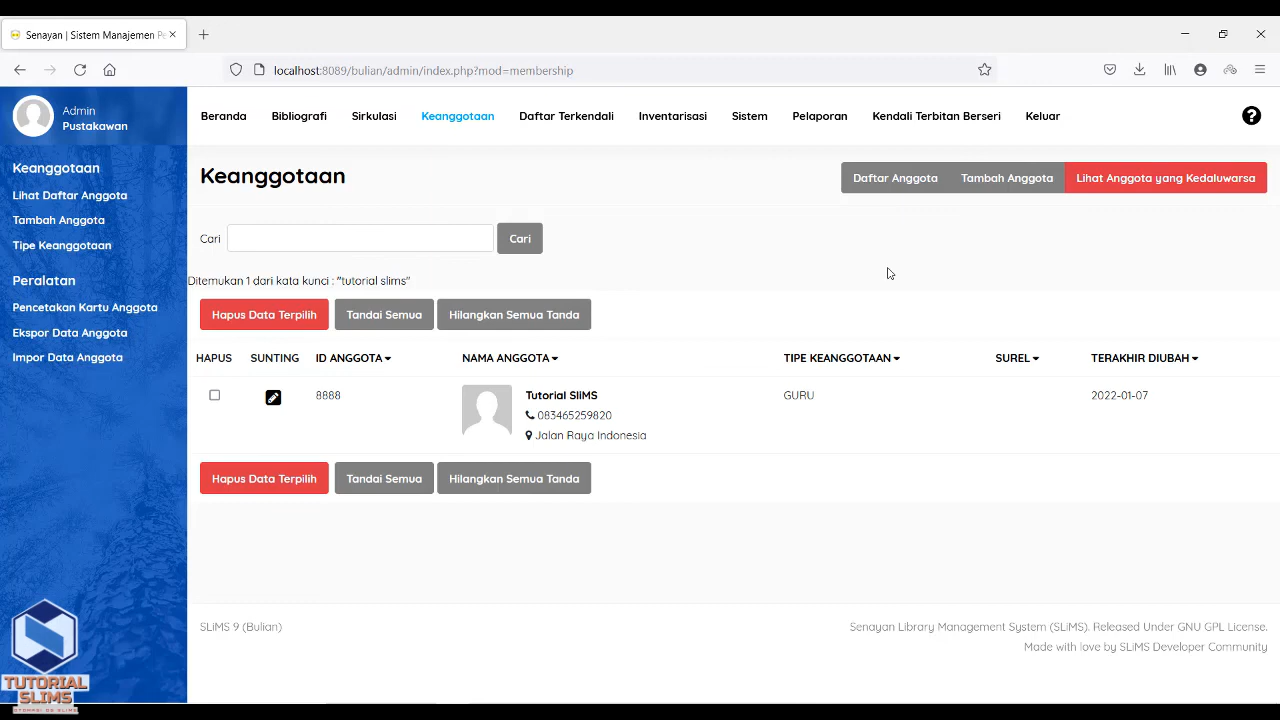 Senayan | Sistem Manajemen Pe
localhost:8089/bulian/admin/index.php?mod=membership
Admin
Pustakawan
Beranda Bibliografi Sirkulasi Keanggotaan Daftar Terkendali Inventarisasi Sistem Pelaporan Kendali Terbitan Berseri Keluar
Keanggotaan
Lihat Daftar Anggota
Tambah Anggota
Tipe Keanggotaan
Peralatan
Pencetakan Kartu Anggota
Ekspor Data Anggota
Impor Data Anggota
Keanggotaan
Daftar Anggota Tambah Anggota Lihat Anggota yang Kedaluwarsa
Cari Cari
Ditemukan 1 dari kata kunci : "tutorial slims"
Hapus Data Terpilih Tandai Semua Hilangkan Semua Tanda
HAPUS SUNTING ID ANGGOTA NAMA ANGGOTA TIPE KEANGGOTAAN SUREL TERAKHIR DIUBAH
8888 Tutorial SliMS GURU 2022-01-07
083465259820
Jalan Raya Indonesia
Hapus Data Terpilih Tandai Semua Hilangkan Semua Tanda
SLiMS 9 (Bulian)
Senayan Library Management System (SLiMS). Released Under GNU GPL License.
Made with love by SLiMS Developer Community
TUTORIAL
SLIMS